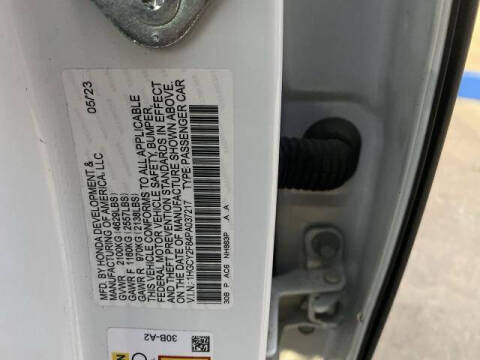 MFD. BY HONDA DEVELOPMENT & 05/23
MANUFACTURING OF AMERICA, LLC
GVWR 2100KG(4629LBS)
GAWR F 1160KG(2557LBS)
GAWR R 970KG(2138LBS)
THIS VEHICLE CONFORMS TO ALL APPLICABLE
FEDERAL MOTOR VEHICLE SAFETY, BUMPER,
AND THEFT PREVENTION STANDARDS IN EFFECT
ON THE DATE OF MANUFACTURE SHOWN ABOVE.
V.I.N.: 1HGCY2F84PA037217 TYPE:PASSENGER CAR
30B P AC6 NH883P A A
30B-A2